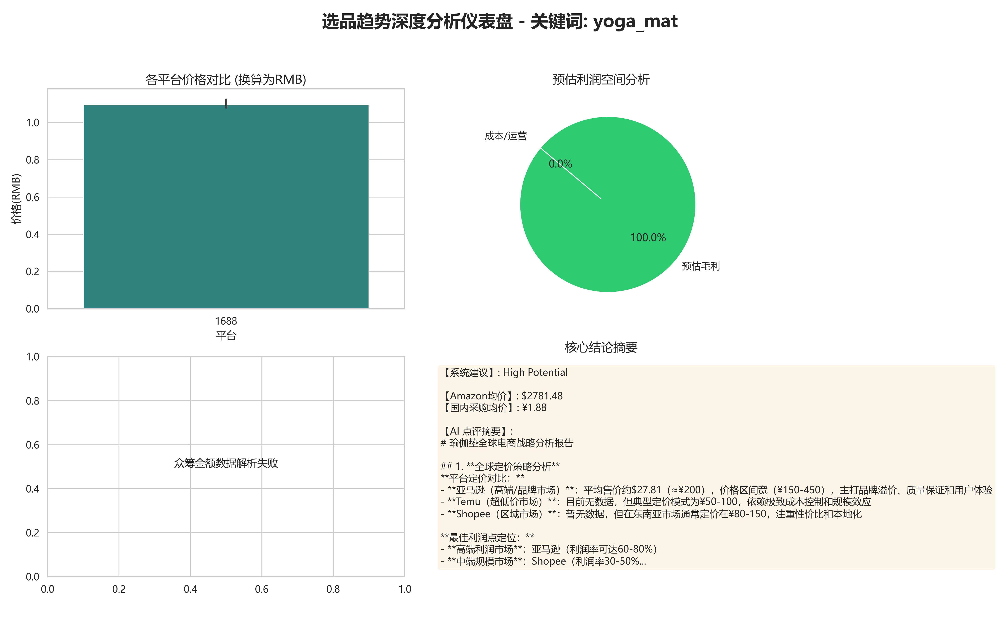 选品趋势深度分析仪表盘 - 关键词: yoga_mat
各平台价格对比 (换算为RMB)
价格(RMB)
1.0
0.8
0.6
0.4
0.2
0.0
1688
平台
预估利润空间分析
成本/运营
0.0%
100.0%
预估毛利
1.0
0.8
0.6
0.4
0.2
0.0
众筹金额数据解析失败
0.0 0.2 0.4 0.6 0.8 1.0
核心结论摘要
【系统建议】: High Potential
【Amazon均价】: $2781.48
【国内采购均价】: ¥1.88
【AI 点评摘要】:
# 瑜伽垫全球电商战略分析报告
## 1. **全球定价策略分析**
**平台定价对比：**
- **亚马逊（高端/品牌市场）**：平均售价约$27.81（≈¥200），价格区间宽（¥150-450），主打品牌溢价、质量保证和用户体验
- **Temu（超低价市场）**：目前无数据，但典型定价模式为¥50-100，依赖极致成本控制和规模效应
- **Shopee（区域市场）**：暂无数据，但在东南亚市场通常定价在¥80-150，注重性价比和本地化
**最佳利润点定位：**
- **高端利润市场**：亚马逊（利润率可达60-80%）
- **中端规模市场**：Shopee（利润率30-50%...